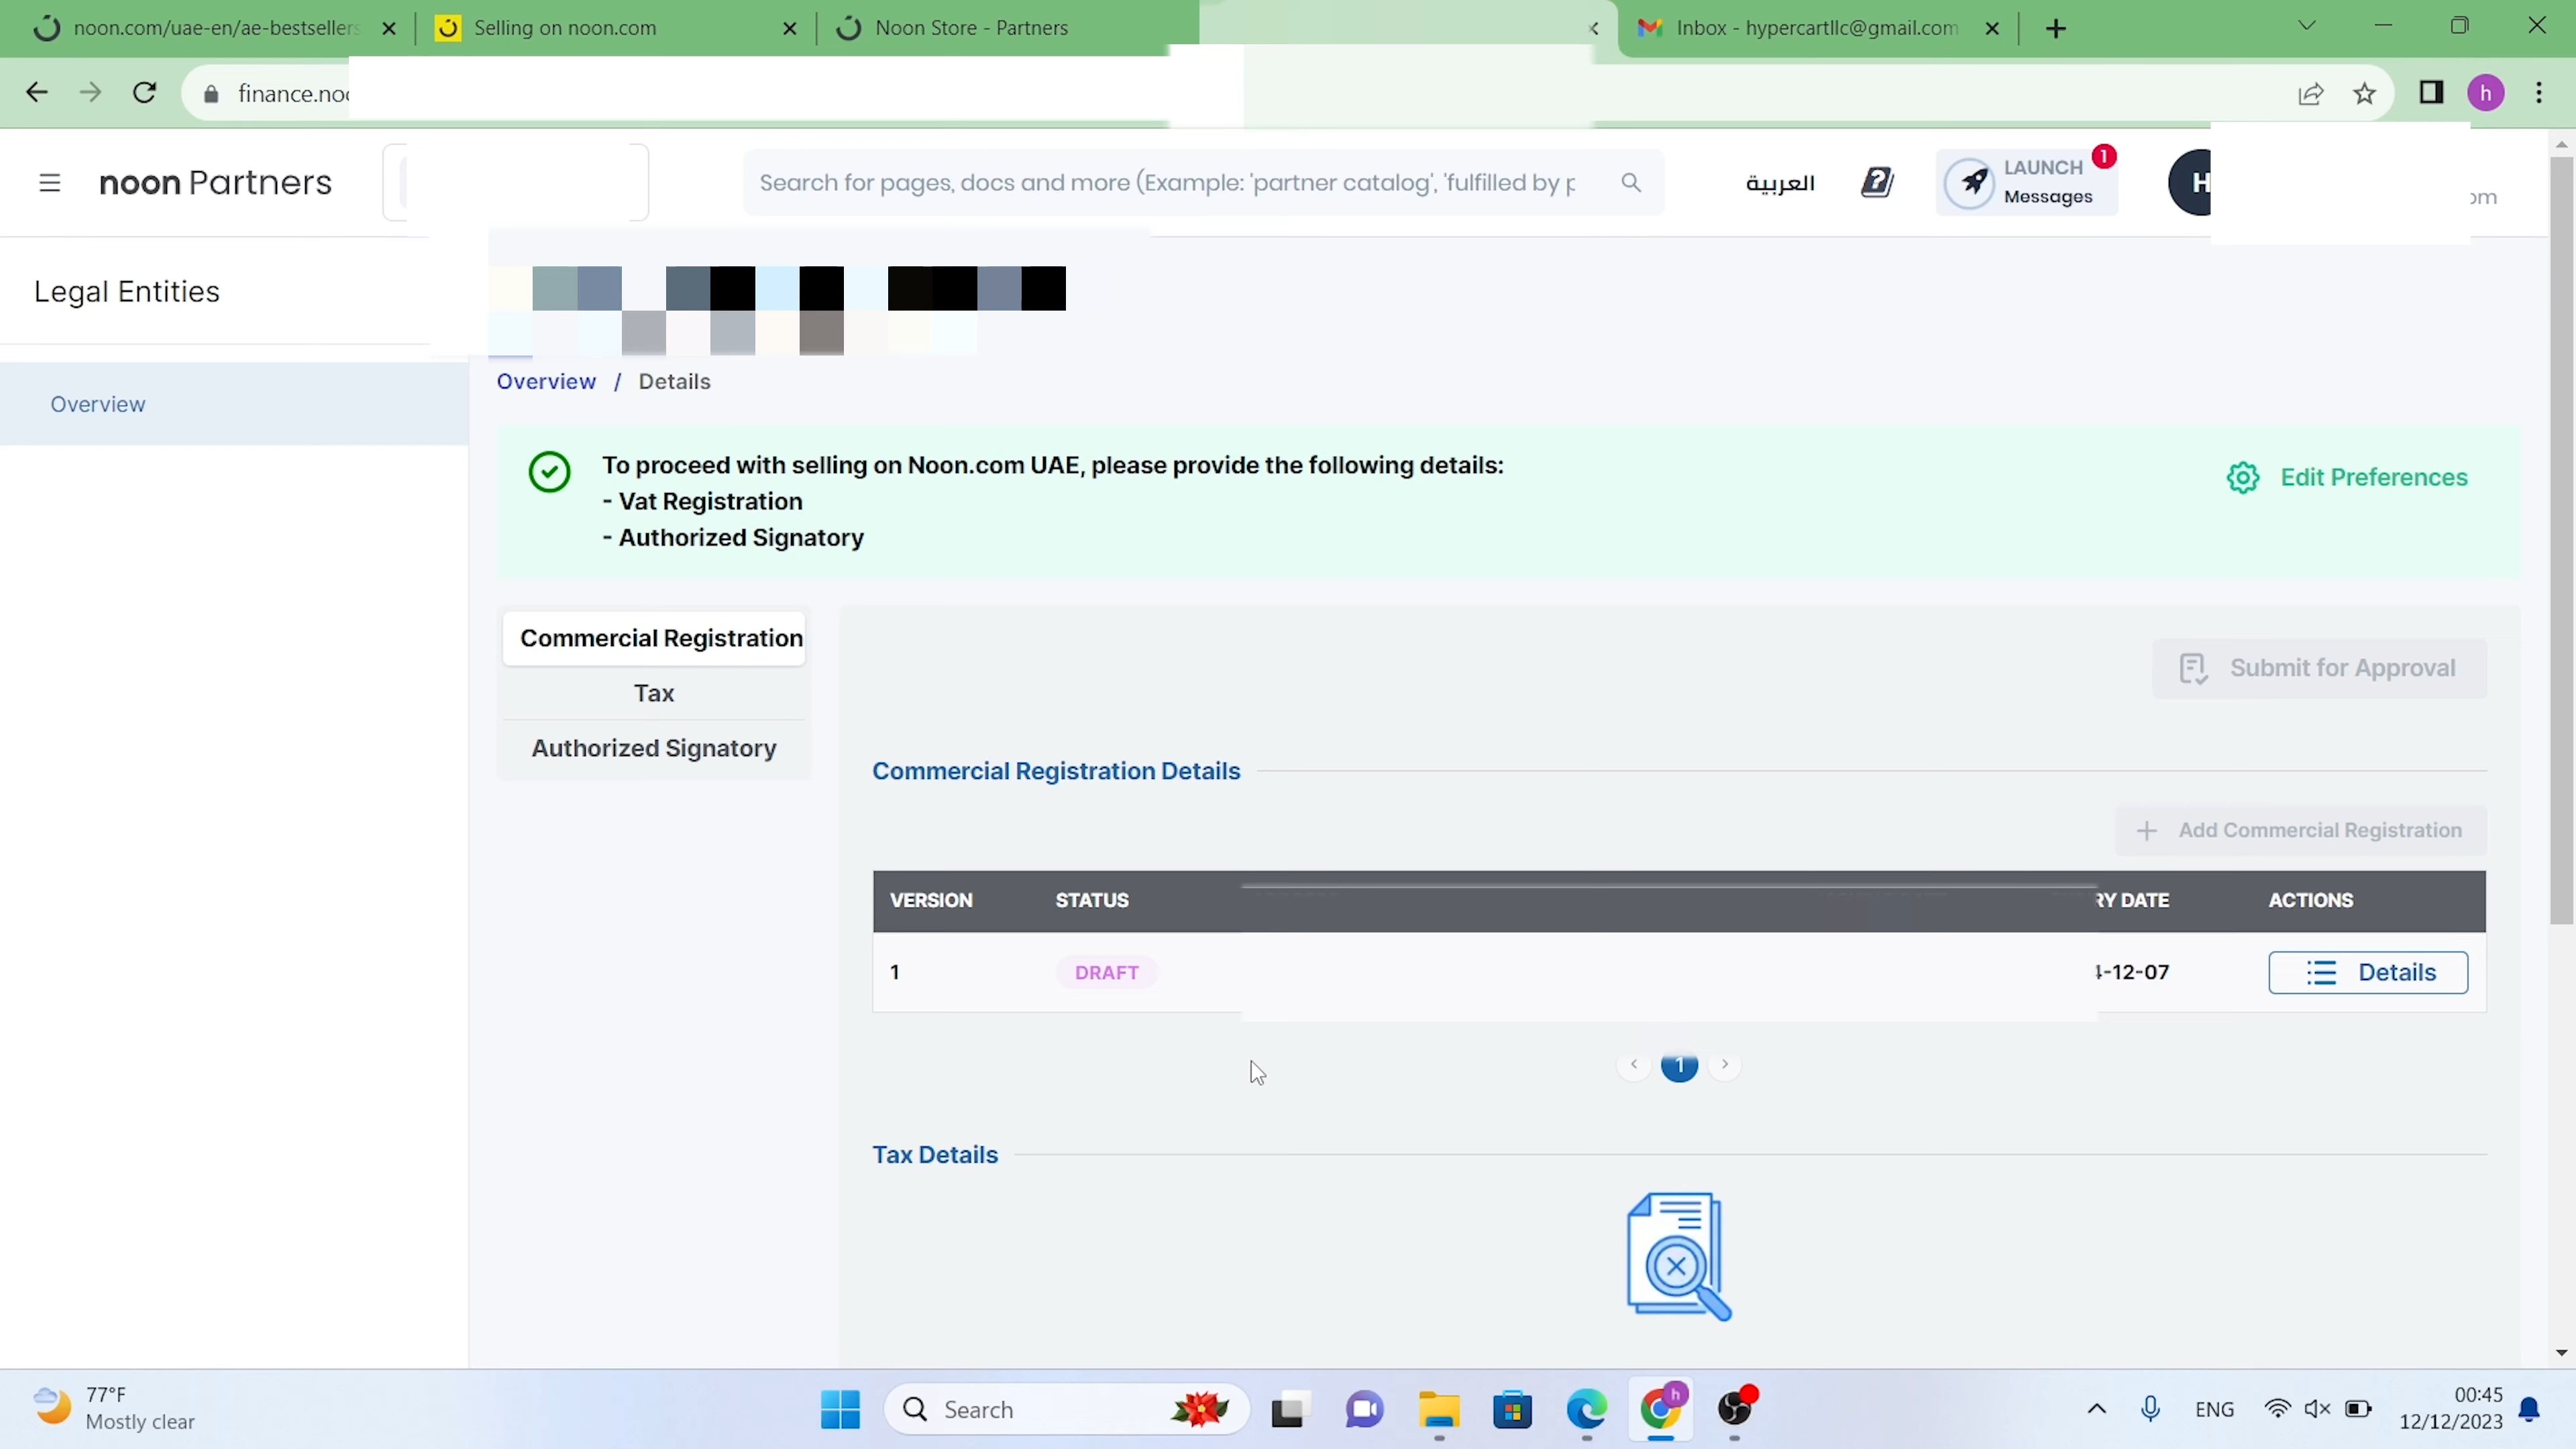 noon.com/uae-en/ae-bestsellers
Selling on noon.com
Noon Store - Partners
Inbox - hypercartllc@gmail.com
h
noon Partners
Search for pages, docs and more (Example: 'partner catalog', 'fulfilled by p
العربية
LAUNCH
Messages
1
H
om
Legal Entities
Overview
Overview / Details
To proceed with selling on Noon.com UAE, please provide the following details:
- Vat Registration
- Authorized Signatory
Edit Preferences
Commercial Registration
Tax
Authorized Signatory
Submit for Approval
Commercial Registration Details
+ Add Commercial Registration
VERSION STATUS RY DATE ACTIONS
1 DRAFT -12-07 Details
1
Tax Details
77°F
Mostly clear
Search
h
ENG
00:45
12/12/2023